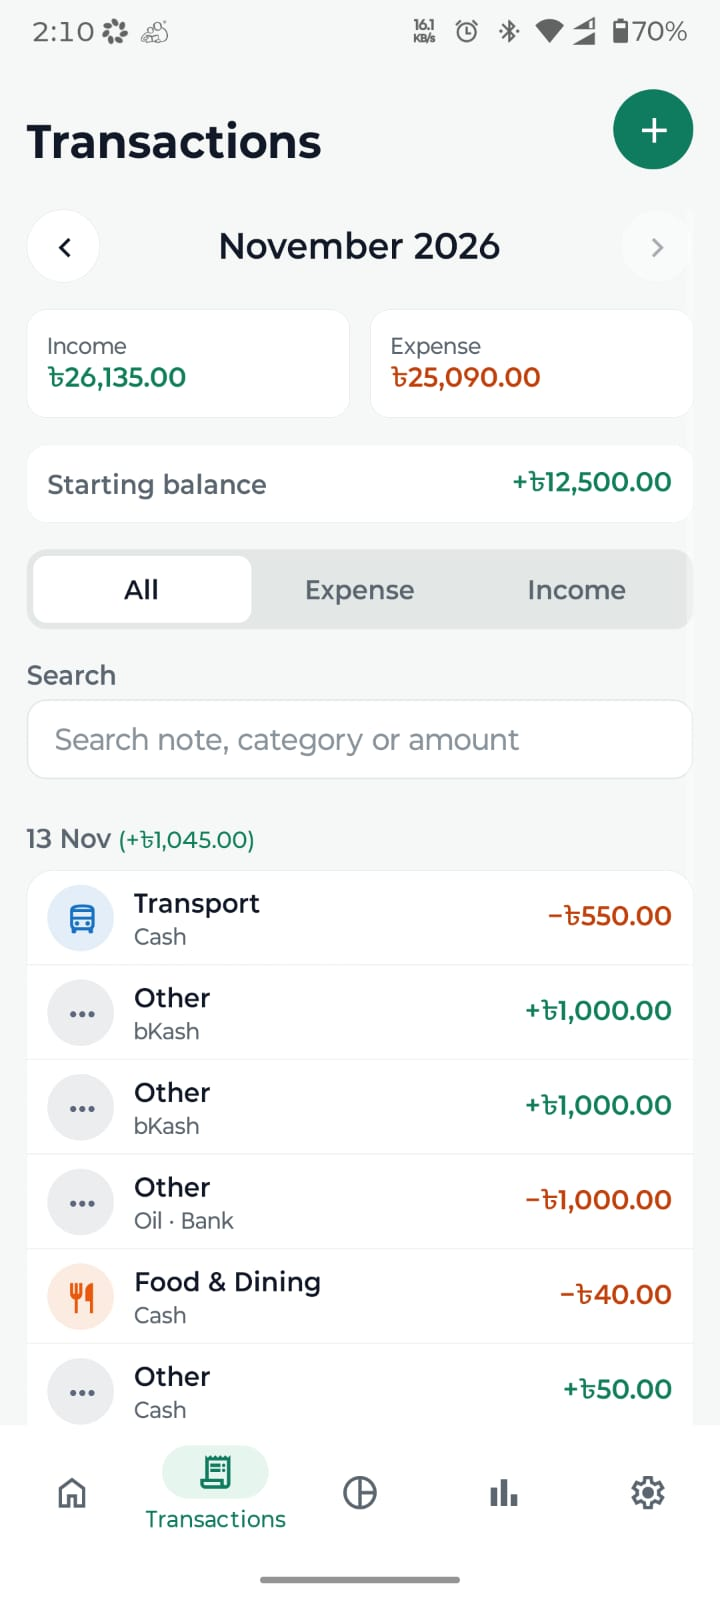 2:10
16.1
KB/s
70%
Transactions
November 2026
Income
৳26,135.00
Expense
৳25,090.00
Starting balance
+৳12,500.00
All
Expense
Income
Search
Search note, category or amount
13 Nov (+৳1,045.00)
Transport
Cash
−৳550.00
Other
bKash
+৳1,000.00
Other
bKash
+৳1,000.00
Other
Oil · Bank
−৳1,000.00
Food & Dining
Cash
−৳40.00
Other
Cash
+৳50.00
Transactions